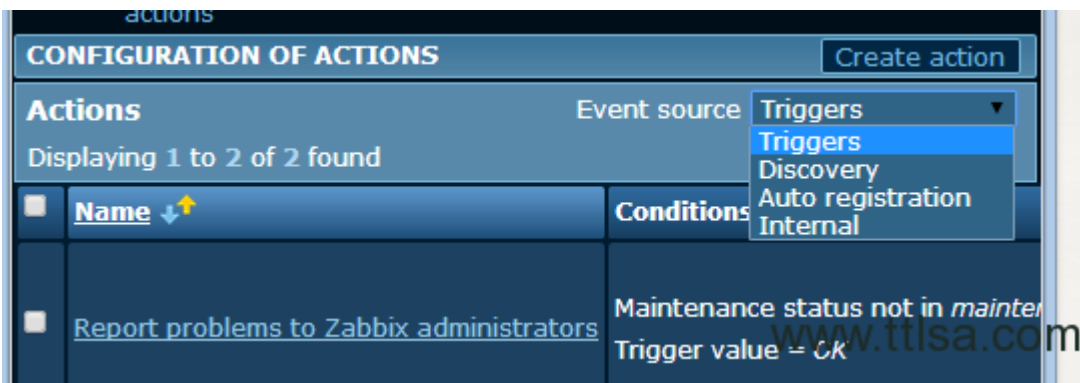 actions
CONFIGURATION OF ACTIONS
Create action
Actions
Event source Triggers
Triggers
Discovery
Auto registration
Internal
Displaying 1 to 2 of 2 found
Name
Conditions
Report problems to Zabbix administrators
Maintenance status not in mainte
Trigger value = OK
www.ttlsa.com